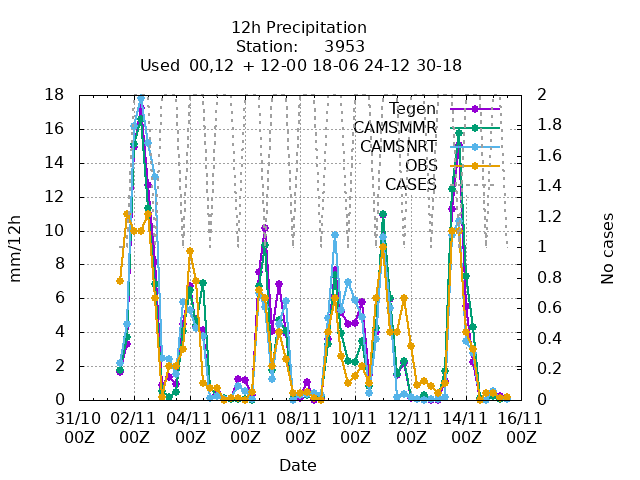 12h Precipitation
Station: 3953
Used 00,12 + 12-00 18-06 24-12 30-18
18 2
16 1.8
14 1.6
12 1.4
10 1.2
8 1
6 0.8
4 0.6
2 0.4
0 0.2
0
mm/12h
No cases
Tegen
CAMSMMR
CAMSNRT
OBS
CASES
31/10 02/11 04/11 06/11 08/11 10/11 12/11 14/11 16/11
00Z 00Z 00Z 00Z 00Z 00Z 00Z 00Z 00Z
Date